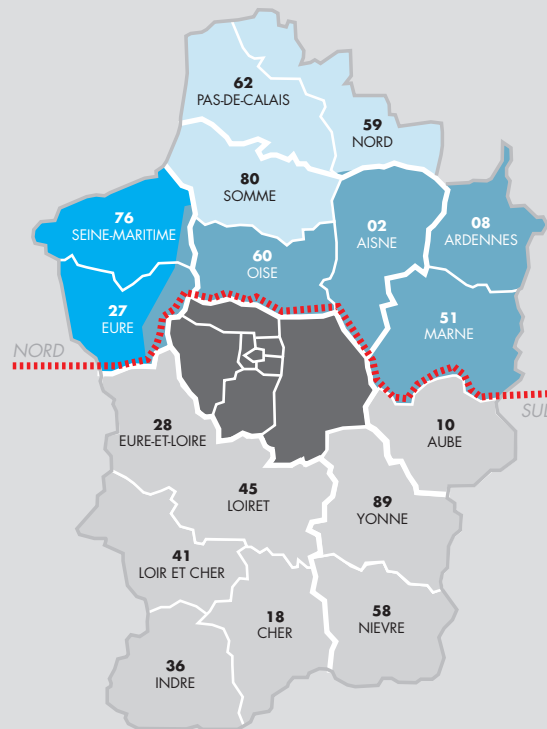 62
PAS-DE-CALAIS
59
NORD
80
SOMME
76
SEINE-MARITIME
02
AISNE
08
ARDENNES
60
OISE
27
EURE
51
MARNE
NORD
SUD
28
EURE-ET-LOIRE
10
AUBE
45
LOIRET
89
YONNE
41
LOIR ET CHER
18
CHER
58
NIEVRE
36
INDRE